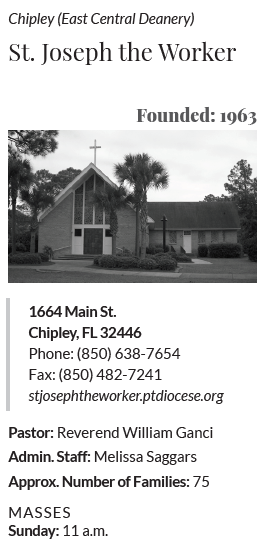 Chipley (East Central Deanery)
St. Joseph the Worker
Founded: 1963
1664 Main St.
Chipley, FL 32446
Phone: (850) 638-7654
Fax: (850) 482-7241
stjosephtheworker.ptdiocese.org
Pastor: Reverend William Ganci
Admin. Staff: Melissa Saggars
Approx. Number of Families: 75
MASSES
Sunday: 11 a.m.